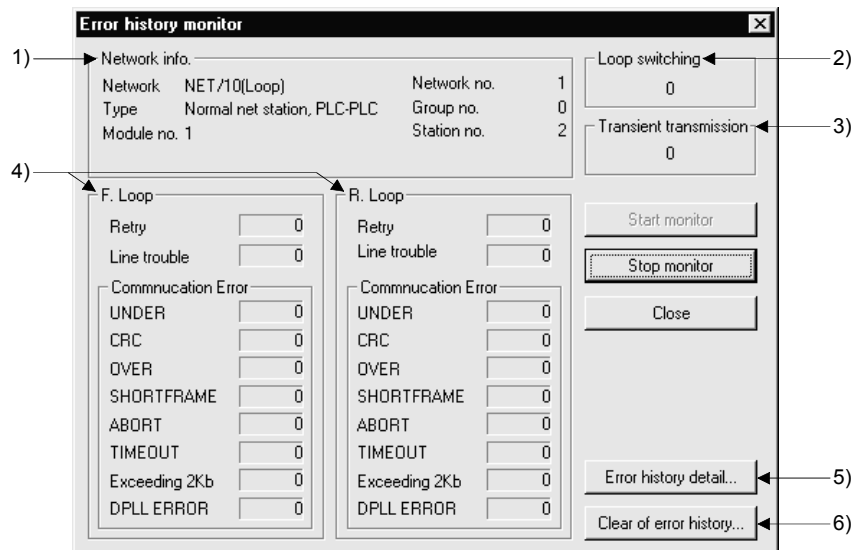 Error history monitor
1)
Network info.
Network NET/10(Loop)
Network no. 1
Type Normal net station, PLC-PLC
Group no. 0
Module no. 1
Station no. 2
Loop switching
2)
0
Transient transmission
3)
0
4)
F. Loop
Retry 0
Line trouble 0
Commnucation Error
UNDER 0
CRC 0
OVER 0
SHORTFRAME 0
ABORT 0
TIMEOUT 0
Exceeding 2Kb 0
DPLL ERROR 0
R. Loop
Retry 0
Line trouble 0
Commnucation Error
UNDER 0
CRC 0
OVER 0
SHORTFRAME 0
ABORT 0
TIMEOUT 0
Exceeding 2Kb 0
DPLL ERROR 0
Start monitor
Stop monitor
Close
Error history detail...
5)
Clear of error history...
6)